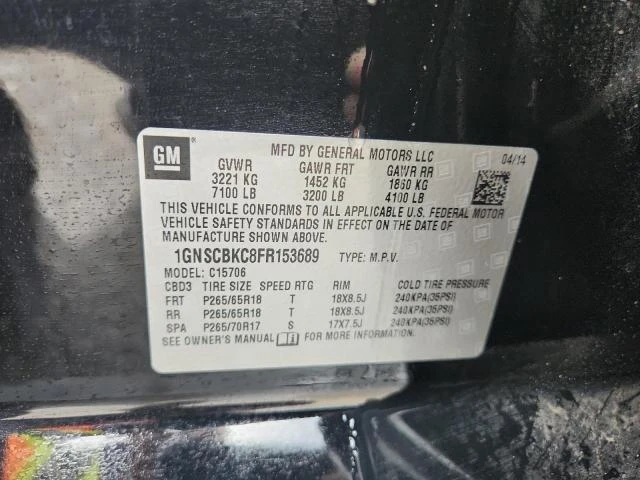 GM
MFD BY GENERAL MOTORS LLC 04/14
GVWR GAWR FRT GAWR RR
3221 KG 1452 KG 1860 KG
7100 LB 3200 LB 4100 LB
THIS VEHICLE CONFORMS TO ALL APPLICABLE U.S. FEDERAL MOTOR
VEHICLE SAFETY STANDARDS IN EFFECT ON THE DATE OF
MANUFACTURE SHOWN ABOVE.
1GNSCBKC8FR153689 TYPE: M.P.V.
MODEL: C15706
CBD3 TIRE SIZE SPEED RTG RIM COLD TIRE PRESSURE
FRT P265/65R18 T 18X8.5J 240KPA(35PSI)
RR P265/65R18 T 18X8.5J 240KPA(35PSI)
SPA P265/70R17 S 17X7.5J 240KPA(35PSI)
SEE OWNER'S MANUAL FOR MORE INFORMATION.